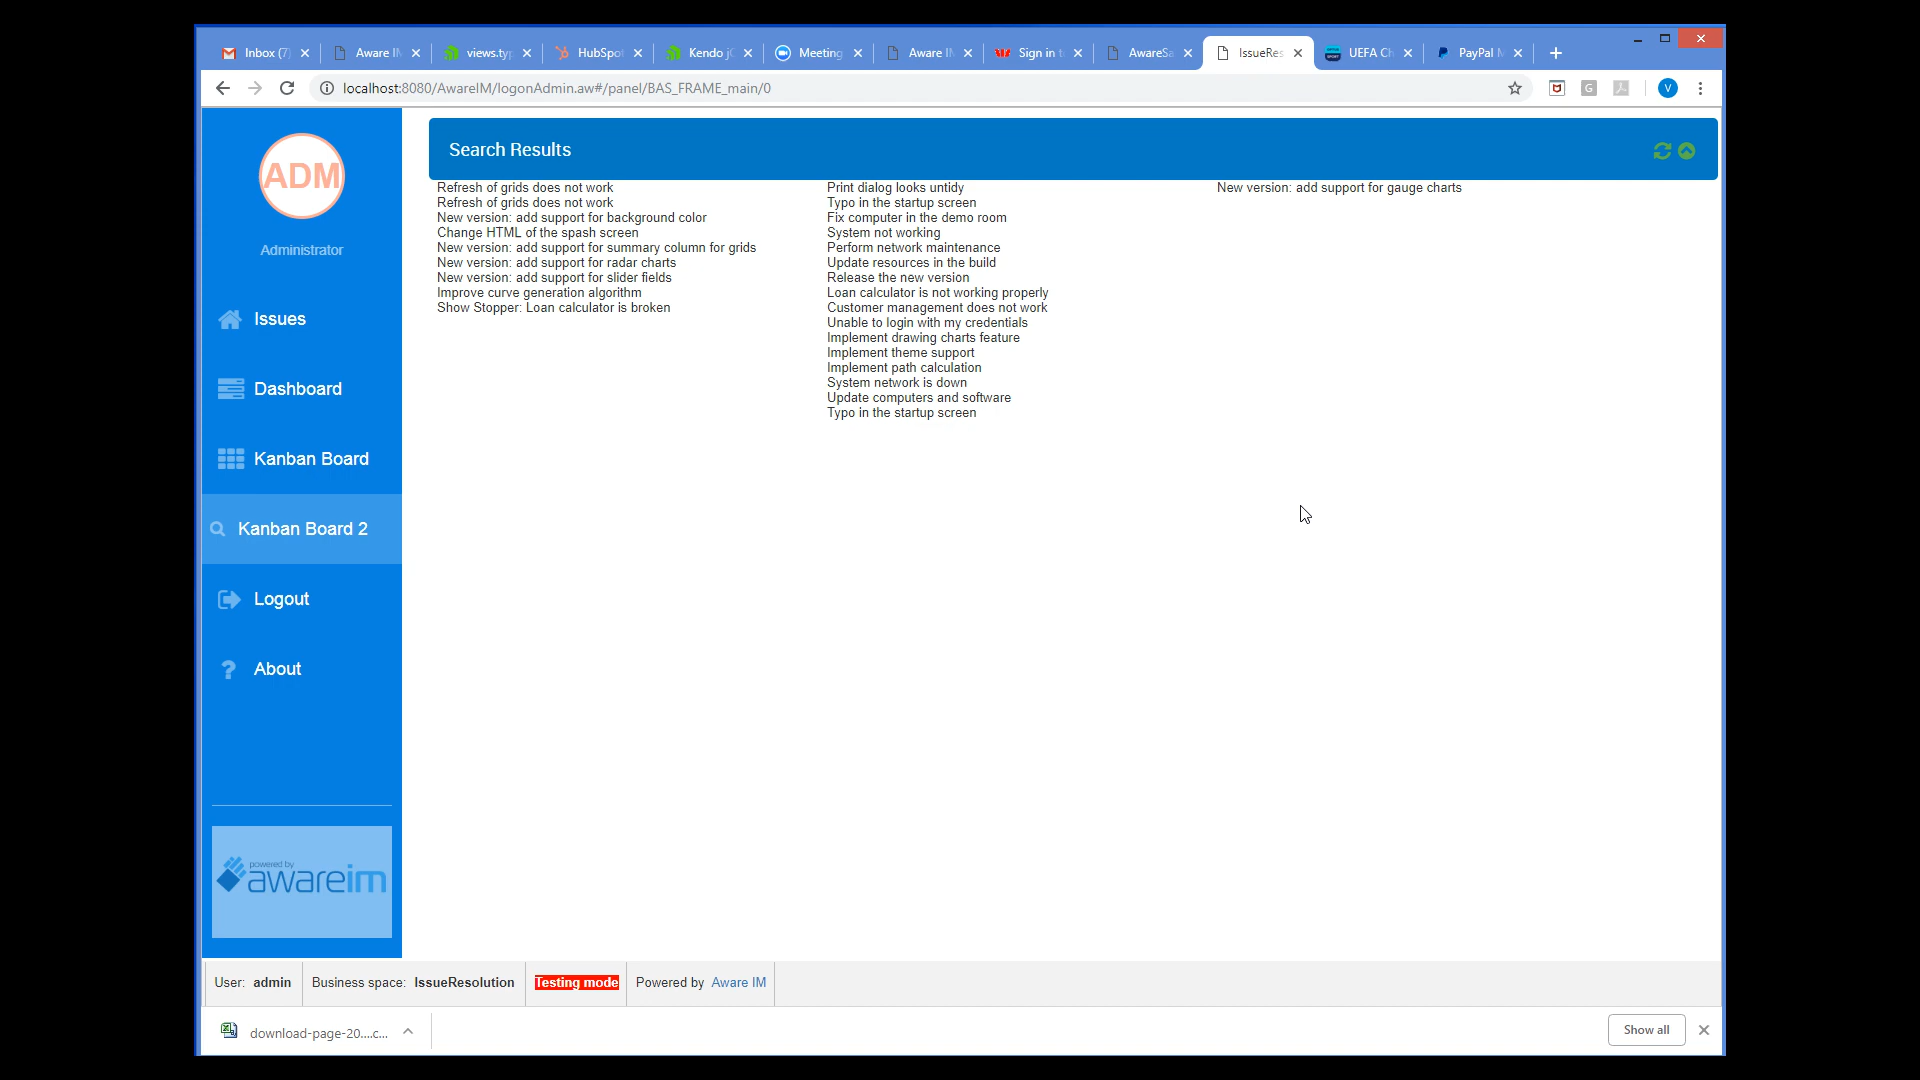 Inbox (7
Aware I
views.ty
HubSpo
Kendo j
Meeting
Aware I
Sign in t
AwareSa
IssueRes
UEFA Ch
PayPal
localhost:8080/AwareIM/logonAdmin.aw#/panel/BAS_FRAME_main/0
V
ADM
Administrator
Issues
Dashboard
Kanban Board
Kanban Board 2
Logout
About
powered by
awareim
Search Results
Refresh of grids does not work
Refresh of grids does not work
New version: add support for background color
Change HTML of the spash screen
New version: add support for summary column for grids
New version: add support for radar charts
New version: add support for slider fields
Improve curve generation algorithm
Show Stopper: Loan calculator is broken
Print dialog looks untidy
Typo in the startup screen
Fix computer in the demo room
System not working
Perform network maintenance
Update resources in the build
Release the new version
Loan calculator is not working properly
Customer management does not work
Unable to login with my credentials
Implement drawing charts feature
Implement theme support
Implement path calculation
System network is down
Update computers and software
Typo in the startup screen
New version: add support for gauge charts
User: admin
Business space: IssueResolution
Testing mode
Powered by Aware IM
download-page-20....c...
Show all